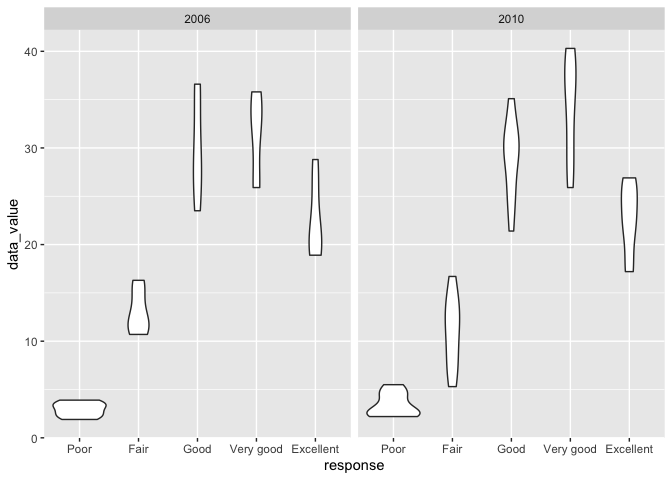 2006 2010
data_value
40
30
20
10
0
Poor Fair Good Very good Excellent Poor Fair Good Very good Excellent
response